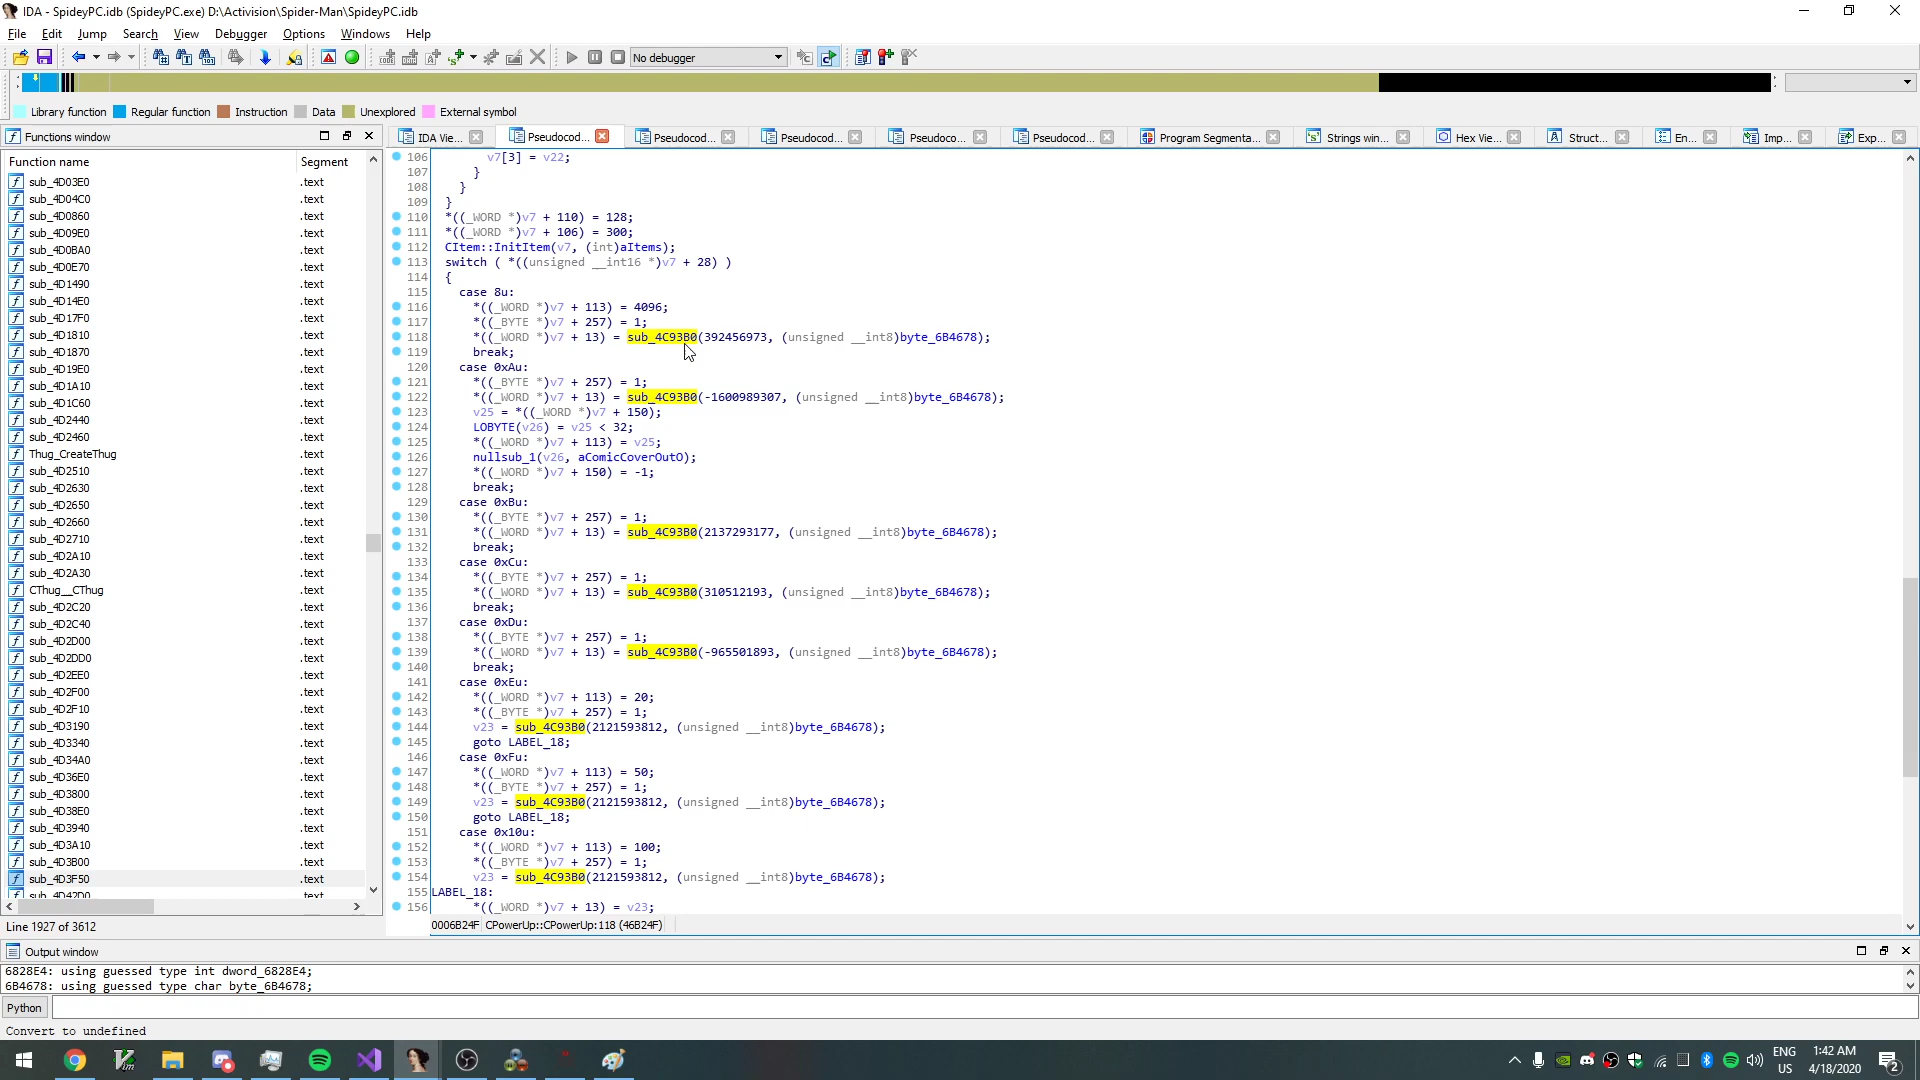 IDA - SpideyPC.idb (SpideyPC.exe) D:\Activision\Spider-Man\SpideyPC.idb
File Edit Jump Search View Debugger Options Windows Help
No debugger
Library function Regular function Instruction Data Unexplored External symbol
Functions window
IDA Vie... Pseudocod... Pseudocod... Pseudocod... Pseudoco... Pseudocod... Program Segmenta... Strings win... Hex Vie... Struct... En... Imp... Exp...
Function name Segment
sub_4D03E0 .text
sub_4D04C0 .text
sub_4D0860 .text
sub_4D09E0 .text
sub_4D0BA0 .text
sub_4D0E70 .text
sub_4D1490 .text
sub_4D14E0 .text
sub_4D17F0 .text
sub_4D1810 .text
sub_4D1870 .text
sub_4D19E0 .text
sub_4D1A10 .text
sub_4D1C60 .text
sub_4D2440 .text
sub_4D2460 .text
Thug_CreateThug .text
sub_4D2510 .text
sub_4D2630 .text
sub_4D2650 .text
sub_4D2660 .text
sub_4D2710 .text
sub_4D2A10 .text
sub_4D2A30 .text
CThug__CThug .text
sub_4D2C20 .text
sub_4D2C40 .text
sub_4D2D00 .text
sub_4D2DD0 .text
sub_4D2EE0 .text
sub_4D2F00 .text
sub_4D2F10 .text
sub_4D3190 .text
sub_4D3340 .text
sub_4D34A0 .text
sub_4D36E0 .text
sub_4D3800 .text
sub_4D38E0 .text
sub_4D3940 .text
sub_4D3A10 .text
sub_4D3B00 .text
sub_4D3F50 .text
sub_4D42D0 .text
Line 1927 of 3612
106 v7[3] = v22;
107 }
108 }
109 }
110 *((_WORD *)v7 + 110) = 128;
111 *((_WORD *)v7 + 106) = 300;
112 CItem::InitItem(v7, (int)aItems);
113 switch ( *((unsigned __int16 *)v7 + 28) )
114 {
115 case 8u:
116 *((_WORD *)v7 + 113) = 4096;
117 *((_BYTE *)v7 + 257) = 1;
118 *((_WORD *)v7 + 13) = sub_4C93B0(392456973, (unsigned __int8)byte_6B4678);
119 break;
120 case 0xAu:
121 *((_BYTE *)v7 + 257) = 1;
122 *((_WORD *)v7 + 13) = sub_4C93B0(-1600989307, (unsigned __int8)byte_6B4678);
123 v25 = *((_WORD *)v7 + 150);
124 LOBYTE(v26) = v25 < 32;
125 *((_WORD *)v7 + 113) = v25;
126 nullsub_1(v26, aComicCoverOutO);
127 *((_WORD *)v7 + 150) = -1;
128 break;
129 case 0xBu:
130 *((_BYTE *)v7 + 257) = 1;
131 *((_WORD *)v7 + 13) = sub_4C93B0(2137293177, (unsigned __int8)byte_6B4678);
132 break;
133 case 0xCu:
134 *((_BYTE *)v7 + 257) = 1;
135 *((_WORD *)v7 + 13) = sub_4C93B0(310512193, (unsigned __int8)byte_6B4678);
136 break;
137 case 0xDu:
138 *((_BYTE *)v7 + 257) = 1;
139 *((_WORD *)v7 + 13) = sub_4C93B0(-965501893, (unsigned __int8)byte_6B4678);
140 break;
141 case 0xEu:
142 *((_WORD *)v7 + 113) = 20;
143 *((_BYTE *)v7 + 257) = 1;
144 v23 = sub_4C93B0(2121593812, (unsigned __int8)byte_6B4678);
145 goto LABEL_18;
146 case 0xFu:
147 *((_WORD *)v7 + 113) = 50;
148 *((_BYTE *)v7 + 257) = 1;
149 v23 = sub_4C93B0(2121593812, (unsigned __int8)byte_6B4678);
150 goto LABEL_18;
151 case 0x10u:
152 *((_WORD *)v7 + 113) = 100;
153 *((_BYTE *)v7 + 257) = 1;
154 v23 = sub_4C93B0(2121593812, (unsigned __int8)byte_6B4678);
155 LABEL_18:
156 *((_WORD *)v7 + 13) = v23;
0006B24F CPowerUp::CPowerUp:118 (46B24F)
Output window
6828E4: using guessed type int dword_6828E4;
6B4678: using guessed type char byte_6B4678;
Python
Convert to undefined
ENG 1:42 AM
US 4/18/2020
2